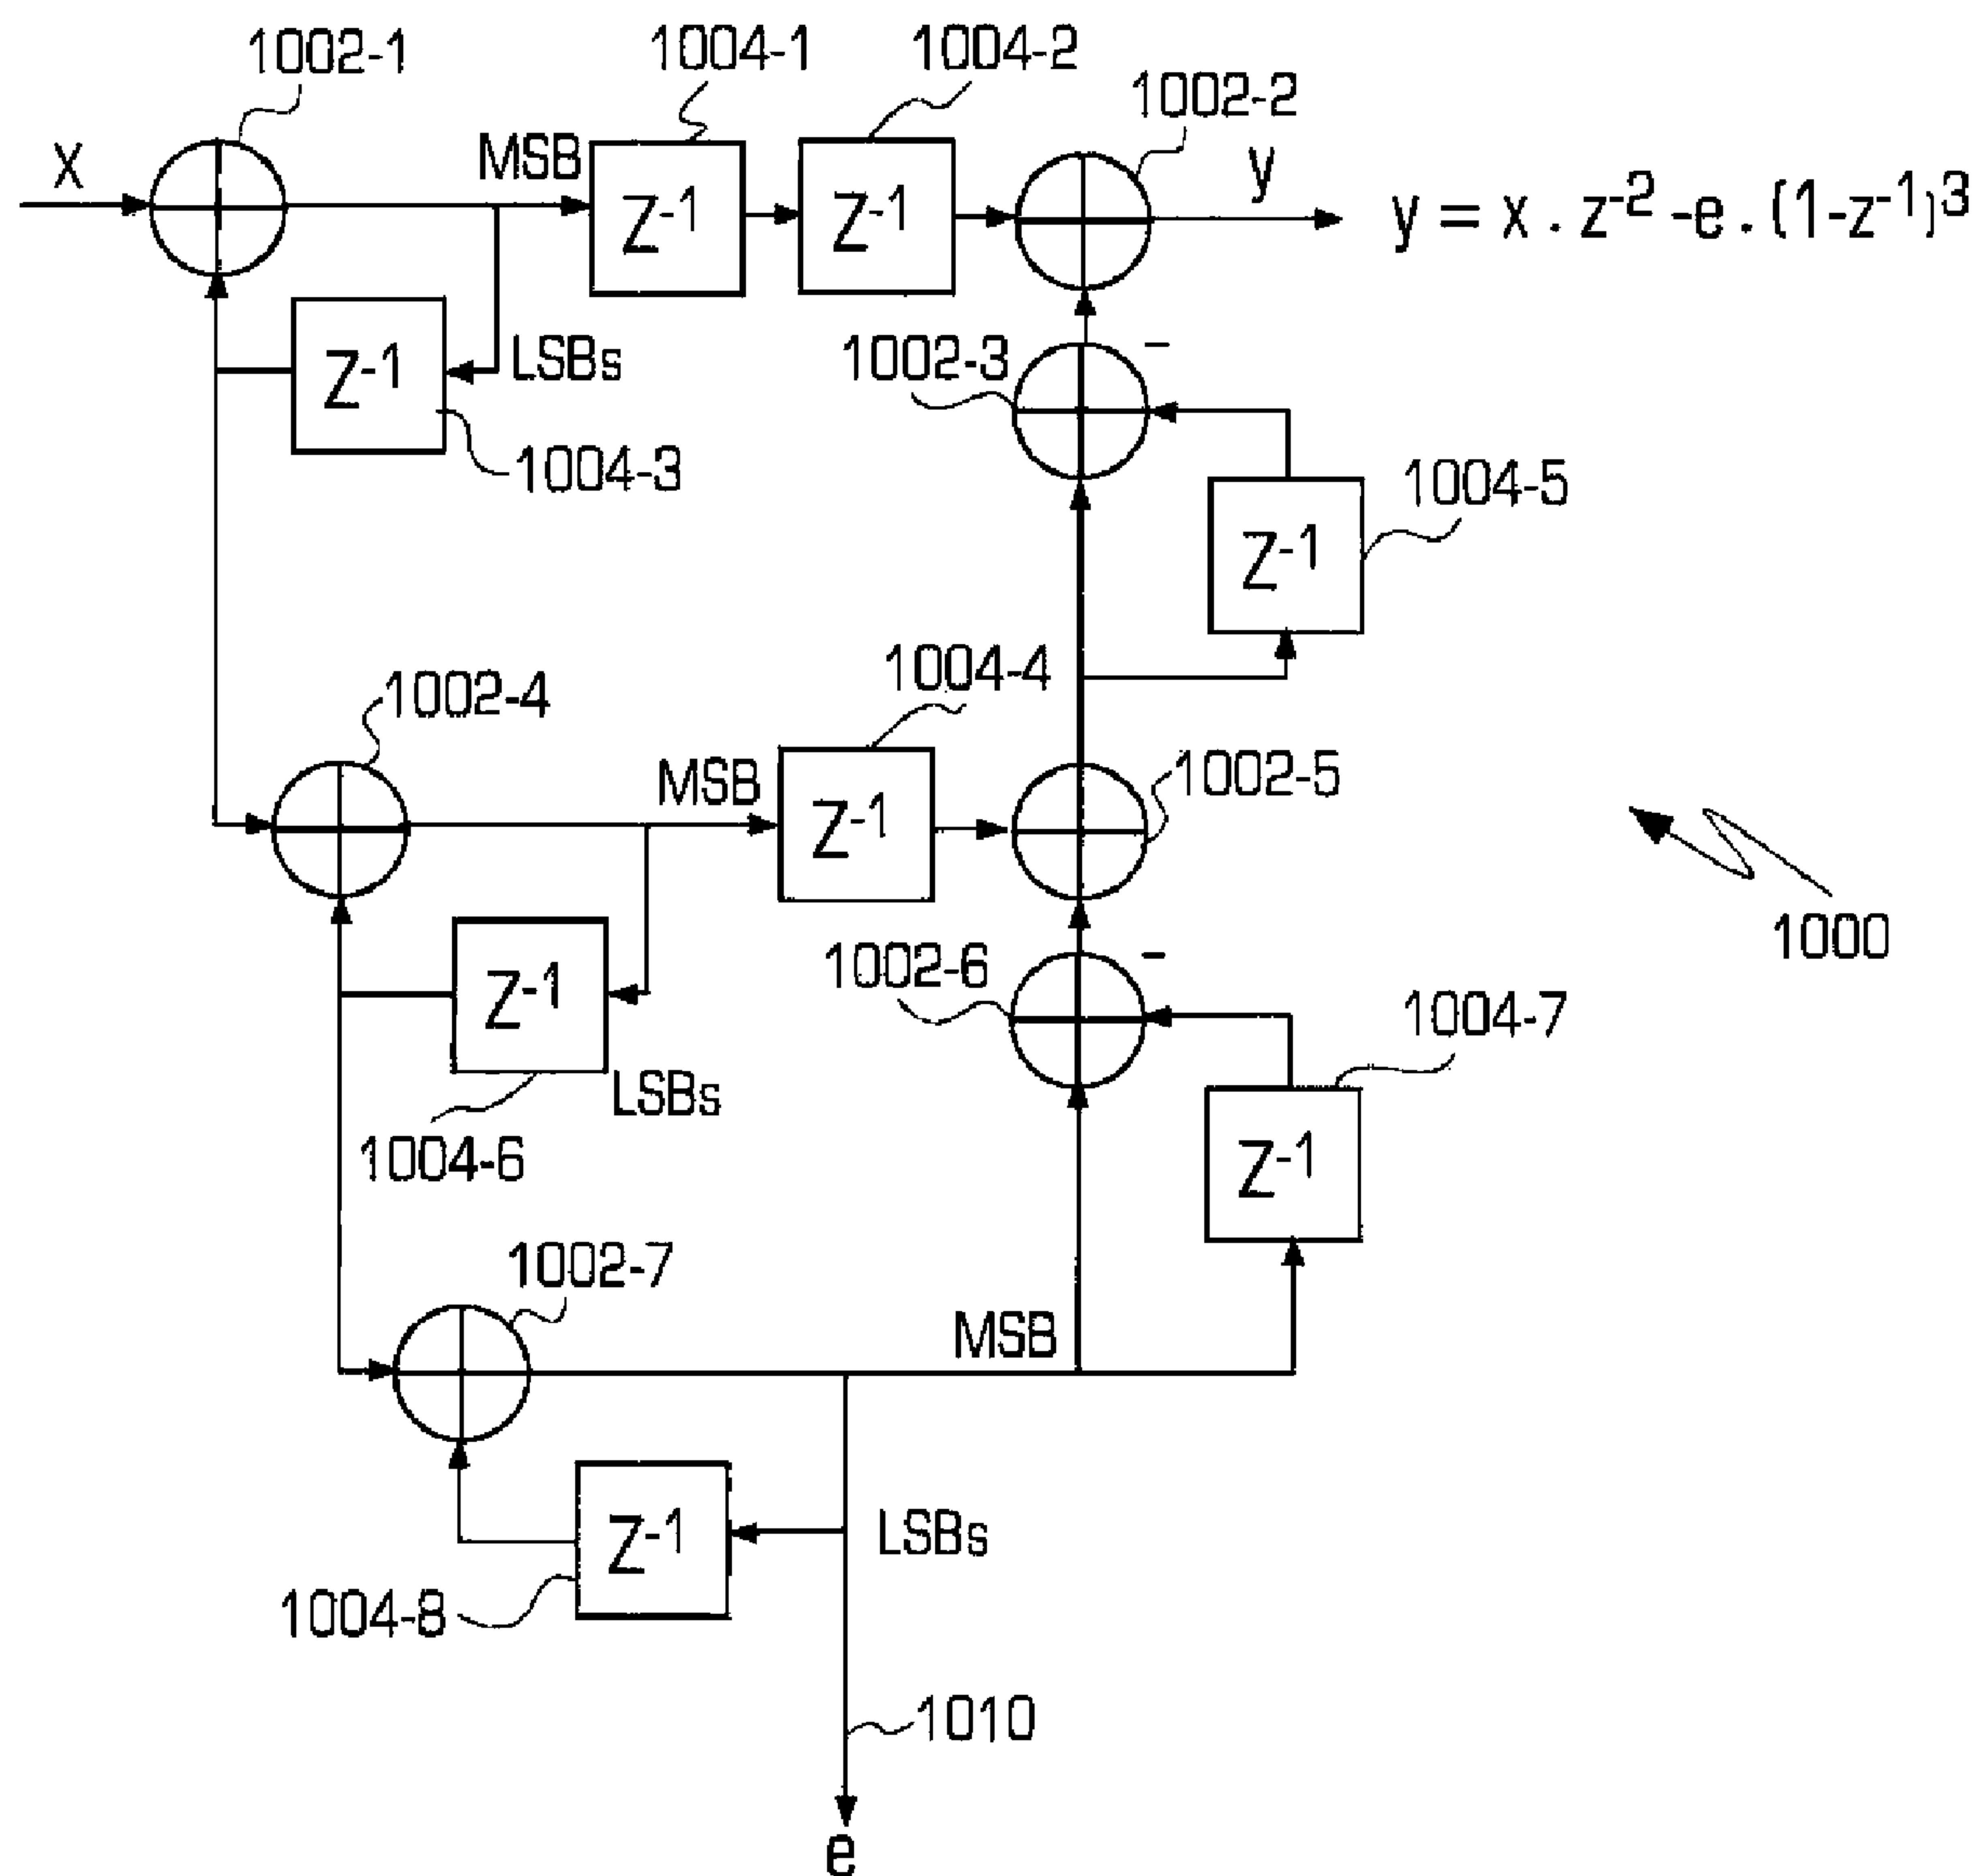 1002-1
1004-1
1004-2
1002-2
x
MSB
z-1
z-1
y
y = x . z-2 -e . (1-z-1)3
z-1
LSBs
1004-3
1002-3
-
1004-5
z-1
1002-4
1004-4
MSB
z-1
1002-5
1000
z-1
LSBs
1004-6
1002-6
-
1004-7
z-1
1002-7
MSB
z-1
LSBs
1004-8
1010
e